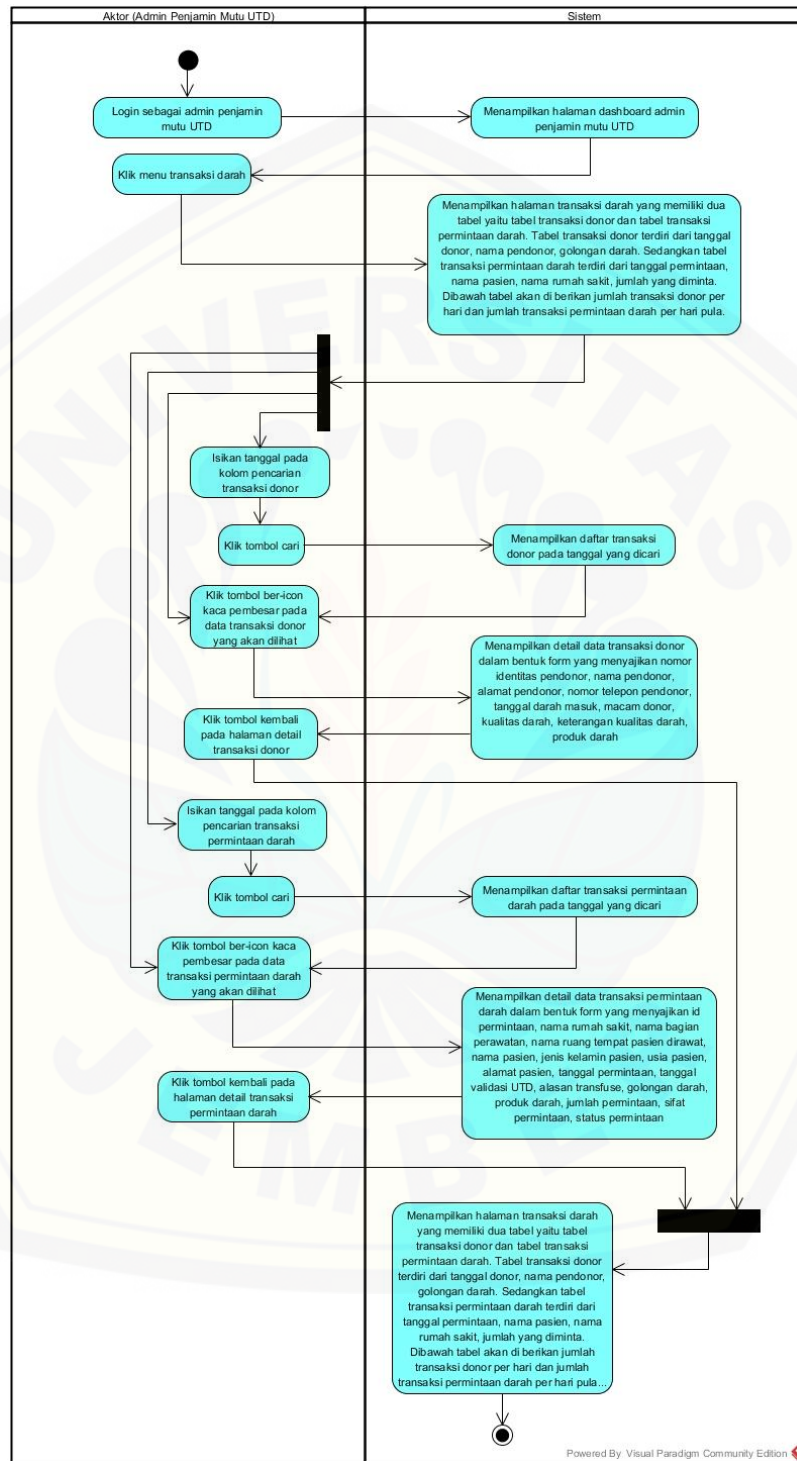 Aktor (Admin Penjamin Mutu UTD)
Sistem
Login sebagai admin penjamin
mutu UTD
Menampilkan halaman dashboard admin
penjamin mutu UTD
Klik menu transaksi darah
Menampilkan halaman transaksi darah yang memiliki dua
tabel yaitu tabel transaksi donor dan tabel transaksi
permintaan darah. Tabel transaksi donor terdiri dari tanggal
donor, nama pendonor, golongan darah. Sedangkan tabel
transaksi permintaan darah terdiri dari tanggal permintaan,
nama pasien, nama rumah sakit, jumlah yang diminta.
Dibawah tabel akan di berikan jumlah transaksi donor per
hari dan jumlah transaksi permintaan darah per hari pula.
Isikan tanggal pada
kolom pencarian
transaksi donor
Klik tombol cari
Menampilkan daftar transaksi
donor pada tanggal yang dicari
Klik tombol ber-icon
kaca pembesar pada
data transaksi donor
yang akan dilihat
Menampilkan detail data transaksi donor
dalam bentuk form yang menyajikan nomor
identitas pendonor, nama pendonor,
alamat pendonor, nomor telepon pendonor,
tanggal darah masuk, macam donor,
kualitas darah, keterangan kualitas darah,
produk darah
Klik tombol kembali
pada halaman detail
transaksi donor
Isikan tanggal pada kolom
pencarian transaksi
permintaan darah
Klik tombol cari
Menampilkan daftar transaksi permintaan
darah pada tanggal yang dicari
Klik tombol ber-icon kaca
pembesar pada data
transaksi permintaan darah
yang akan dilihat
Menampilkan detail data transaksi permintaan
darah dalam bentuk form yang menyajikan id
permintaan, nama rumah sakit, nama bagian
perawatan, nama ruang tempat pasien dirawat,
nama pasien, jenis kelamin pasien, usia pasien,
alamat pasien, tanggal permintaan, tanggal
validasi UTD, alasan transfuse, golongan darah,
produk darah, jumlah permintaan, sifat
permintaan, status permintaan
Klik tombol kembali pada
halaman detail transaksi
permintaan darah
Menampilkan halaman transaksi darah
yang memiliki dua tabel yaitu tabel
transaksi donor dan tabel transaksi
permintaan darah. Tabel transaksi donor
terdiri dari tanggal donor, nama pendonor,
golongan darah. Sedangkan tabel
transaksi permintaan darah terdiri dari
tanggal permintaan, nama pasien, nama
rumah sakit, jumlah yang diminta.
Dibawah tabel akan di berikan jumlah
transaksi donor per hari dan jumlah
transaksi permintaan darah per hari pula...
Powered By Visual Paradigm Community Edition
UNIVERSITAS
JEMBE